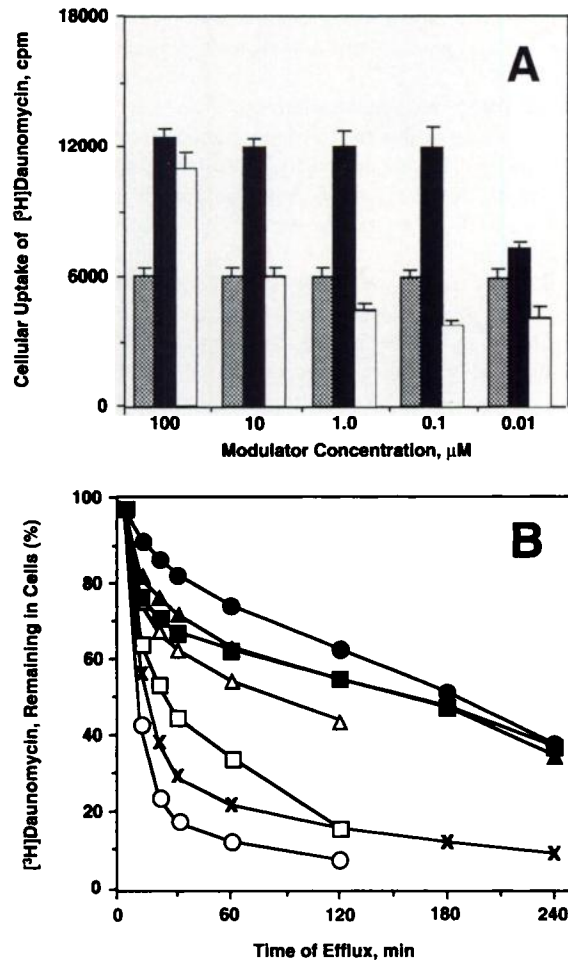 18000
A
12000
6000
0
Cellular Uptake of [³H]Daunomycin, cpm
100 10 1.0 0.1 0.01
Modulator Concentration, μM
100
B
80
60
40
20
0
[³H]Daunomycin, Remaining in Cells (%)
0 60 120 180 240
Time of Efflux, min